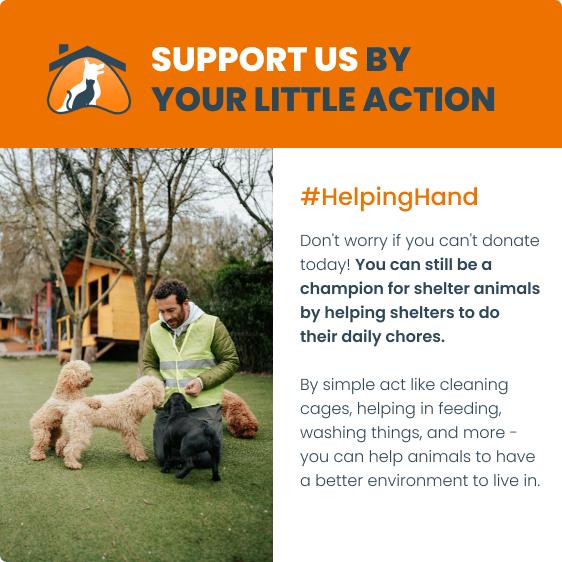 SUPPORT US BY
YOUR LITTLE ACTION
#HelpingHand
Don't worry if you can't donate
today! You can still be a
champion for shelter animals
by helping shelters to do
their daily chores.
By simple act like cleaning
cages, helping in feeding,
washing things, and more -
you can help animals to have
a better environment to live in.